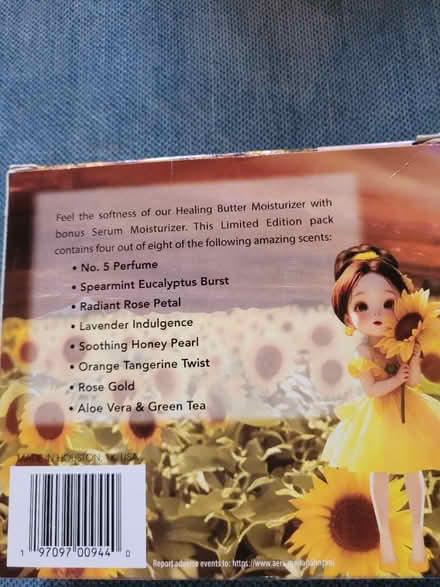 Feel the softness of our Healing Butter Moisturizer with
bonus Serum Moisturizer. This Limited Edition pack
contains four out of eight of the following amazing scents:
• No. 5 Perfume
• Spearmint Eucalyptus Burst
• Radiant Rose Petal
• Lavender Indulgence
• Soothing Honey Pearl
• Orange Tangerine Twist
• Rose Gold
• Aloe Vera & Green Tea
MADE IN HOUSTON, TX, USA
1 97097 00944 0
Report adverse events to: